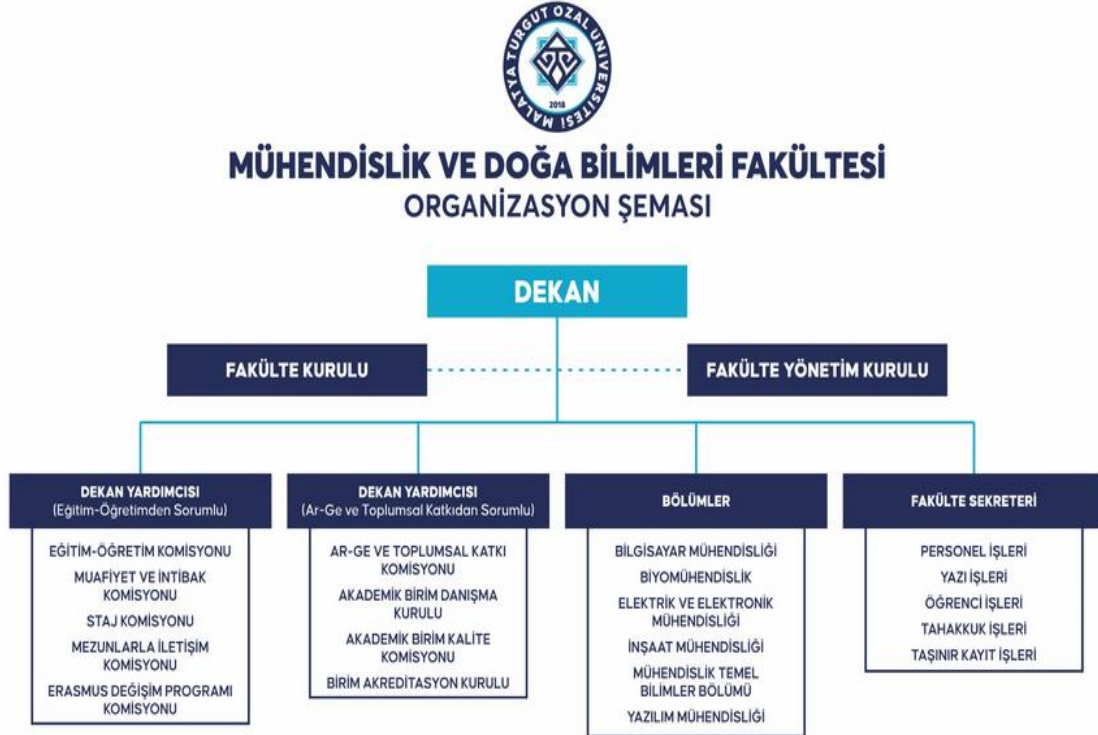 MALATYA TURGUT ÖZAL ÜNİVERSİTESİ
2018
MÜHENDİSLİK VE DOĞA BİLİMLERİ FAKÜLTESİ
ORGANİZASYON ŞEMASI
DEKAN
FAKÜLTE KURULU
FAKÜLTE YÖNETİM KURULU
DEKAN YARDIMCISI
(Eğitim-Öğretimden Sorumlu)
EĞİTİM-ÖĞRETİM KOMİSYONU
MUAFİYET VE İNTİBAK
KOMİSYONU
STAJ KOMİSYONU
MEZUNLARLA İLETİŞİM
KOMİSYONU
ERASMUS DEĞİŞİM PROGRAMI
KOMİSYONU
DEKAN YARDIMCISI
(Ar-Ge ve Toplumsal Katkıdan Sorumlu)
AR-GE VE TOPLUMSAL KATKI
KOMİSYONU
AKADEMİK BİRİM DANIŞMA
KURULU
AKADEMİK BİRİM KALİTE
KOMİSYONU
BİRİM AKREDİTASYON KURULU
BÖLÜMLER
BİLGİSAYAR MÜHENDİSLİĞİ
BİYOMÜHENDİSLİK
ELEKTRİK VE ELEKTRONİK
MÜHENDİSLİĞİ
İNŞAAT MÜHENDİSLİĞİ
MÜHENDİSLİK TEMEL
BİLİMLER BÖLÜMÜ
YAZILIM MÜHENDİSLİĞİ
FAKÜLTE SEKRETERİ
PERSONEL İŞLERİ
YAZI İŞLERİ
ÖĞRENCİ İŞLERİ
TAHAKKUK İŞLERİ
TAŞINIR KAYIT İŞLERİ